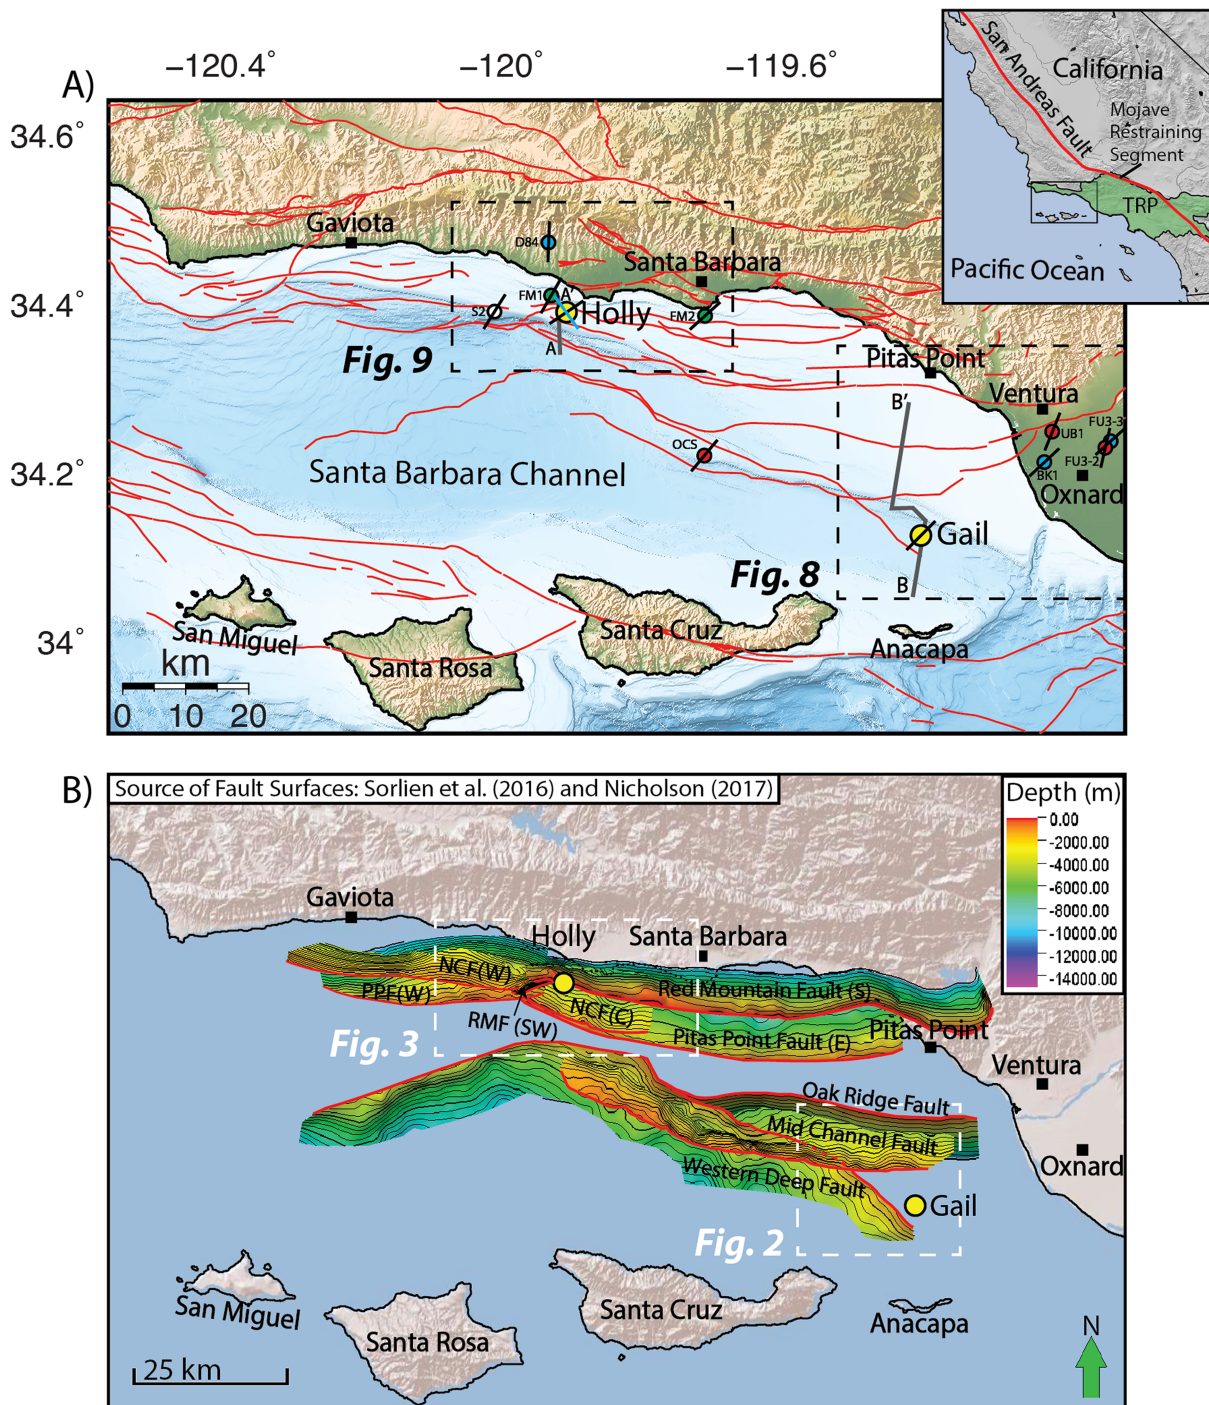 −120.4˚
−120˚
−119.6˚
A)
34.6˚
34.4˚
34.2˚
34˚
San Andreas Fault
California
Mojave
Restraining
Segment
TRP
Pacific Ocean
Gaviota
D84
Santa Barbara
FM1
A'
S2
Holly
FM2
A
Fig. 9
Pitas Point
Ventura
B'
FU3-3
UB1
OCS
FU3-2
BK1
Santa Barbara Channel
Oxnard
Gail
Fig. 8
B
San Miguel
Santa Cruz
Anacapa
Santa Rosa
km
0 10 20
B)
Source of Fault Surfaces: Sorlien et al. (2016) and Nicholson (2017)
Depth (m)
0.00
-2000.00
-4000.00
-6000.00
-8000.00
-10000.00
-12000.00
-14000.00
Gaviota
Holly
Santa Barbara
NCF(W)
PPF(W)
Red Mountain Fault (S)
NCF(C)
RMF (SW)
Pitas Point Fault (E)
Pitas Point
Fig. 3
Ventura
Oak Ridge Fault
Mid Channel Fault
Oxnard
Western Deep Fault
Gail
Fig. 2
San Miguel
Santa Cruz
Anacapa
Santa Rosa
N
25 km